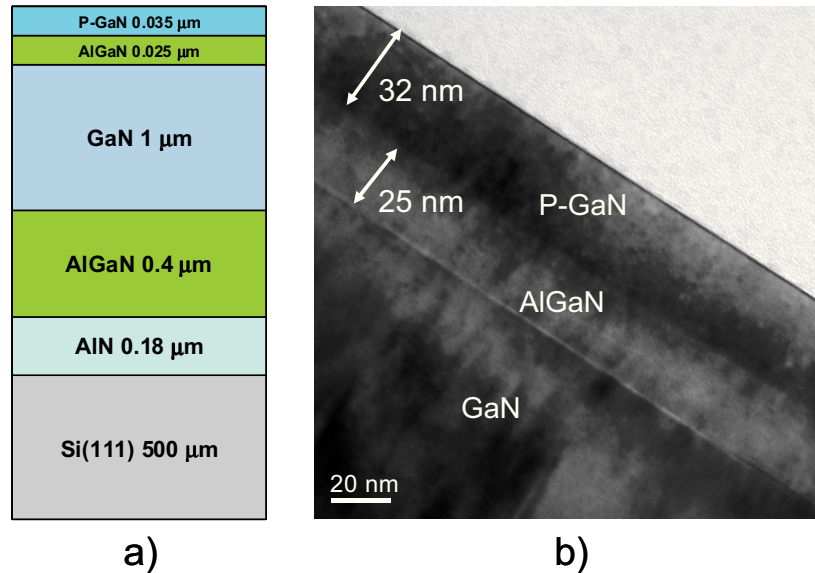 P-GaN 0.035 µm
AlGaN 0.025 µm
GaN 1 µm
AlGaN 0.4 µm
AlN 0.18 µm
Si(111) 500 µm
a)
32 nm
25 nm
P-GaN
AlGaN
GaN
20 nm
b)